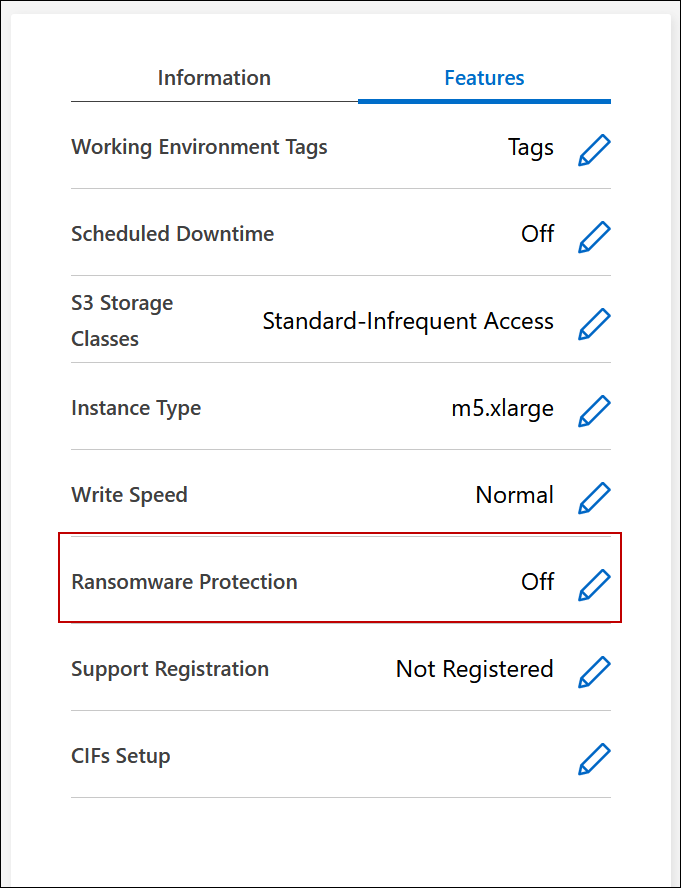 Information Features
Working Environment Tags Tags
Scheduled Downtime Off
S3 Storage
Classes Standard-Infrequent Access
Instance Type m5.xlarge
Write Speed Normal
Ransomware Protection Off
Support Registration Not Registered
CIFs Setup